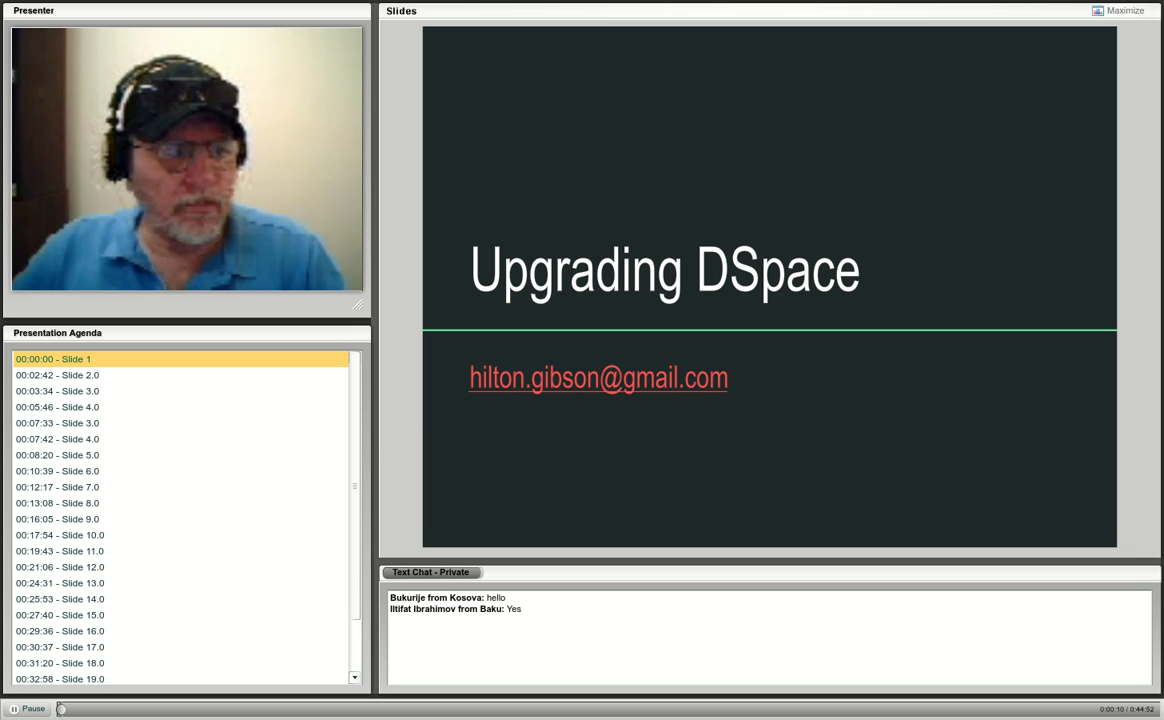 Presenter
Slides
Maximize
Upgrading DSpace
hilton.gibson@gmail.com
Presentation Agenda
00:00:00 - Slide 1
00:02:42 - Slide 2.0
00:03:34 - Slide 3.0
00:05:46 - Slide 4.0
00:07:33 - Slide 3.0
00:07:42 - Slide 4.0
00:08:20 - Slide 5.0
00:10:39 - Slide 6.0
00:12:17 - Slide 7.0
00:13:08 - Slide 8.0
00:16:05 - Slide 9.0
00:17:54 - Slide 10.0
00:19:43 - Slide 11.0
00:21:06 - Slide 12.0
00:24:31 - Slide 13.0
00:25:53 - Slide 14.0
00:27:40 - Slide 15.0
00:29:36 - Slide 16.0
00:30:37 - Slide 17.0
00:31:20 - Slide 18.0
00:32:58 - Slide 19.0
Text Chat - Private
Bukurije from Kosova: hello
Iltifat Ibrahimov from Baku: Yes
Pause
0:00:10 / 0:44:52